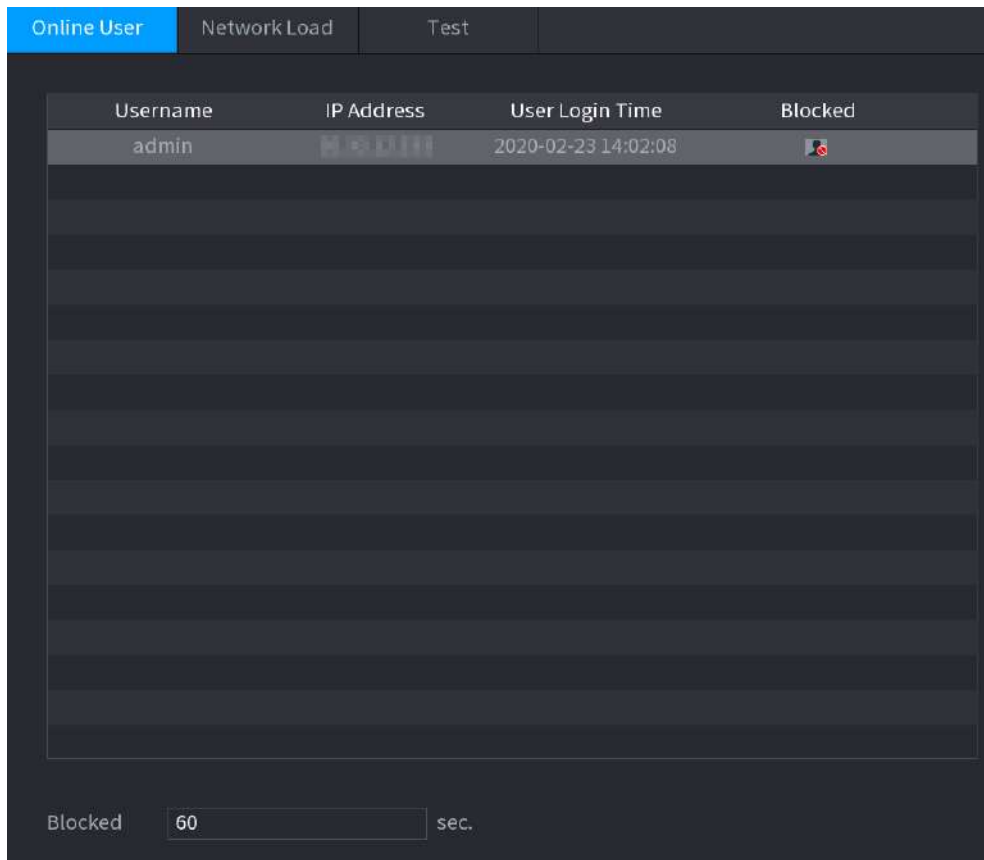 Online User Network Load Test
Username IP Address User Login Time Blocked
admin 2020-02-23 14:02:08
Blocked 60 sec.